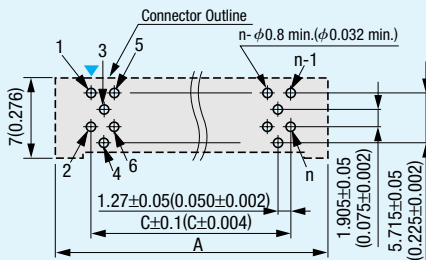 Connector Outline
n-ϕ0.8 min.(ϕ0.032 min.)
1
3
5
n-1
7(0.276)
2
4
6
n
1.27±0.05(0.050±0.002)
C±0.1(C±0.004)
A
1.905±0.05
(0.075±0.002)
5.715±0.05
(0.225±0.002)